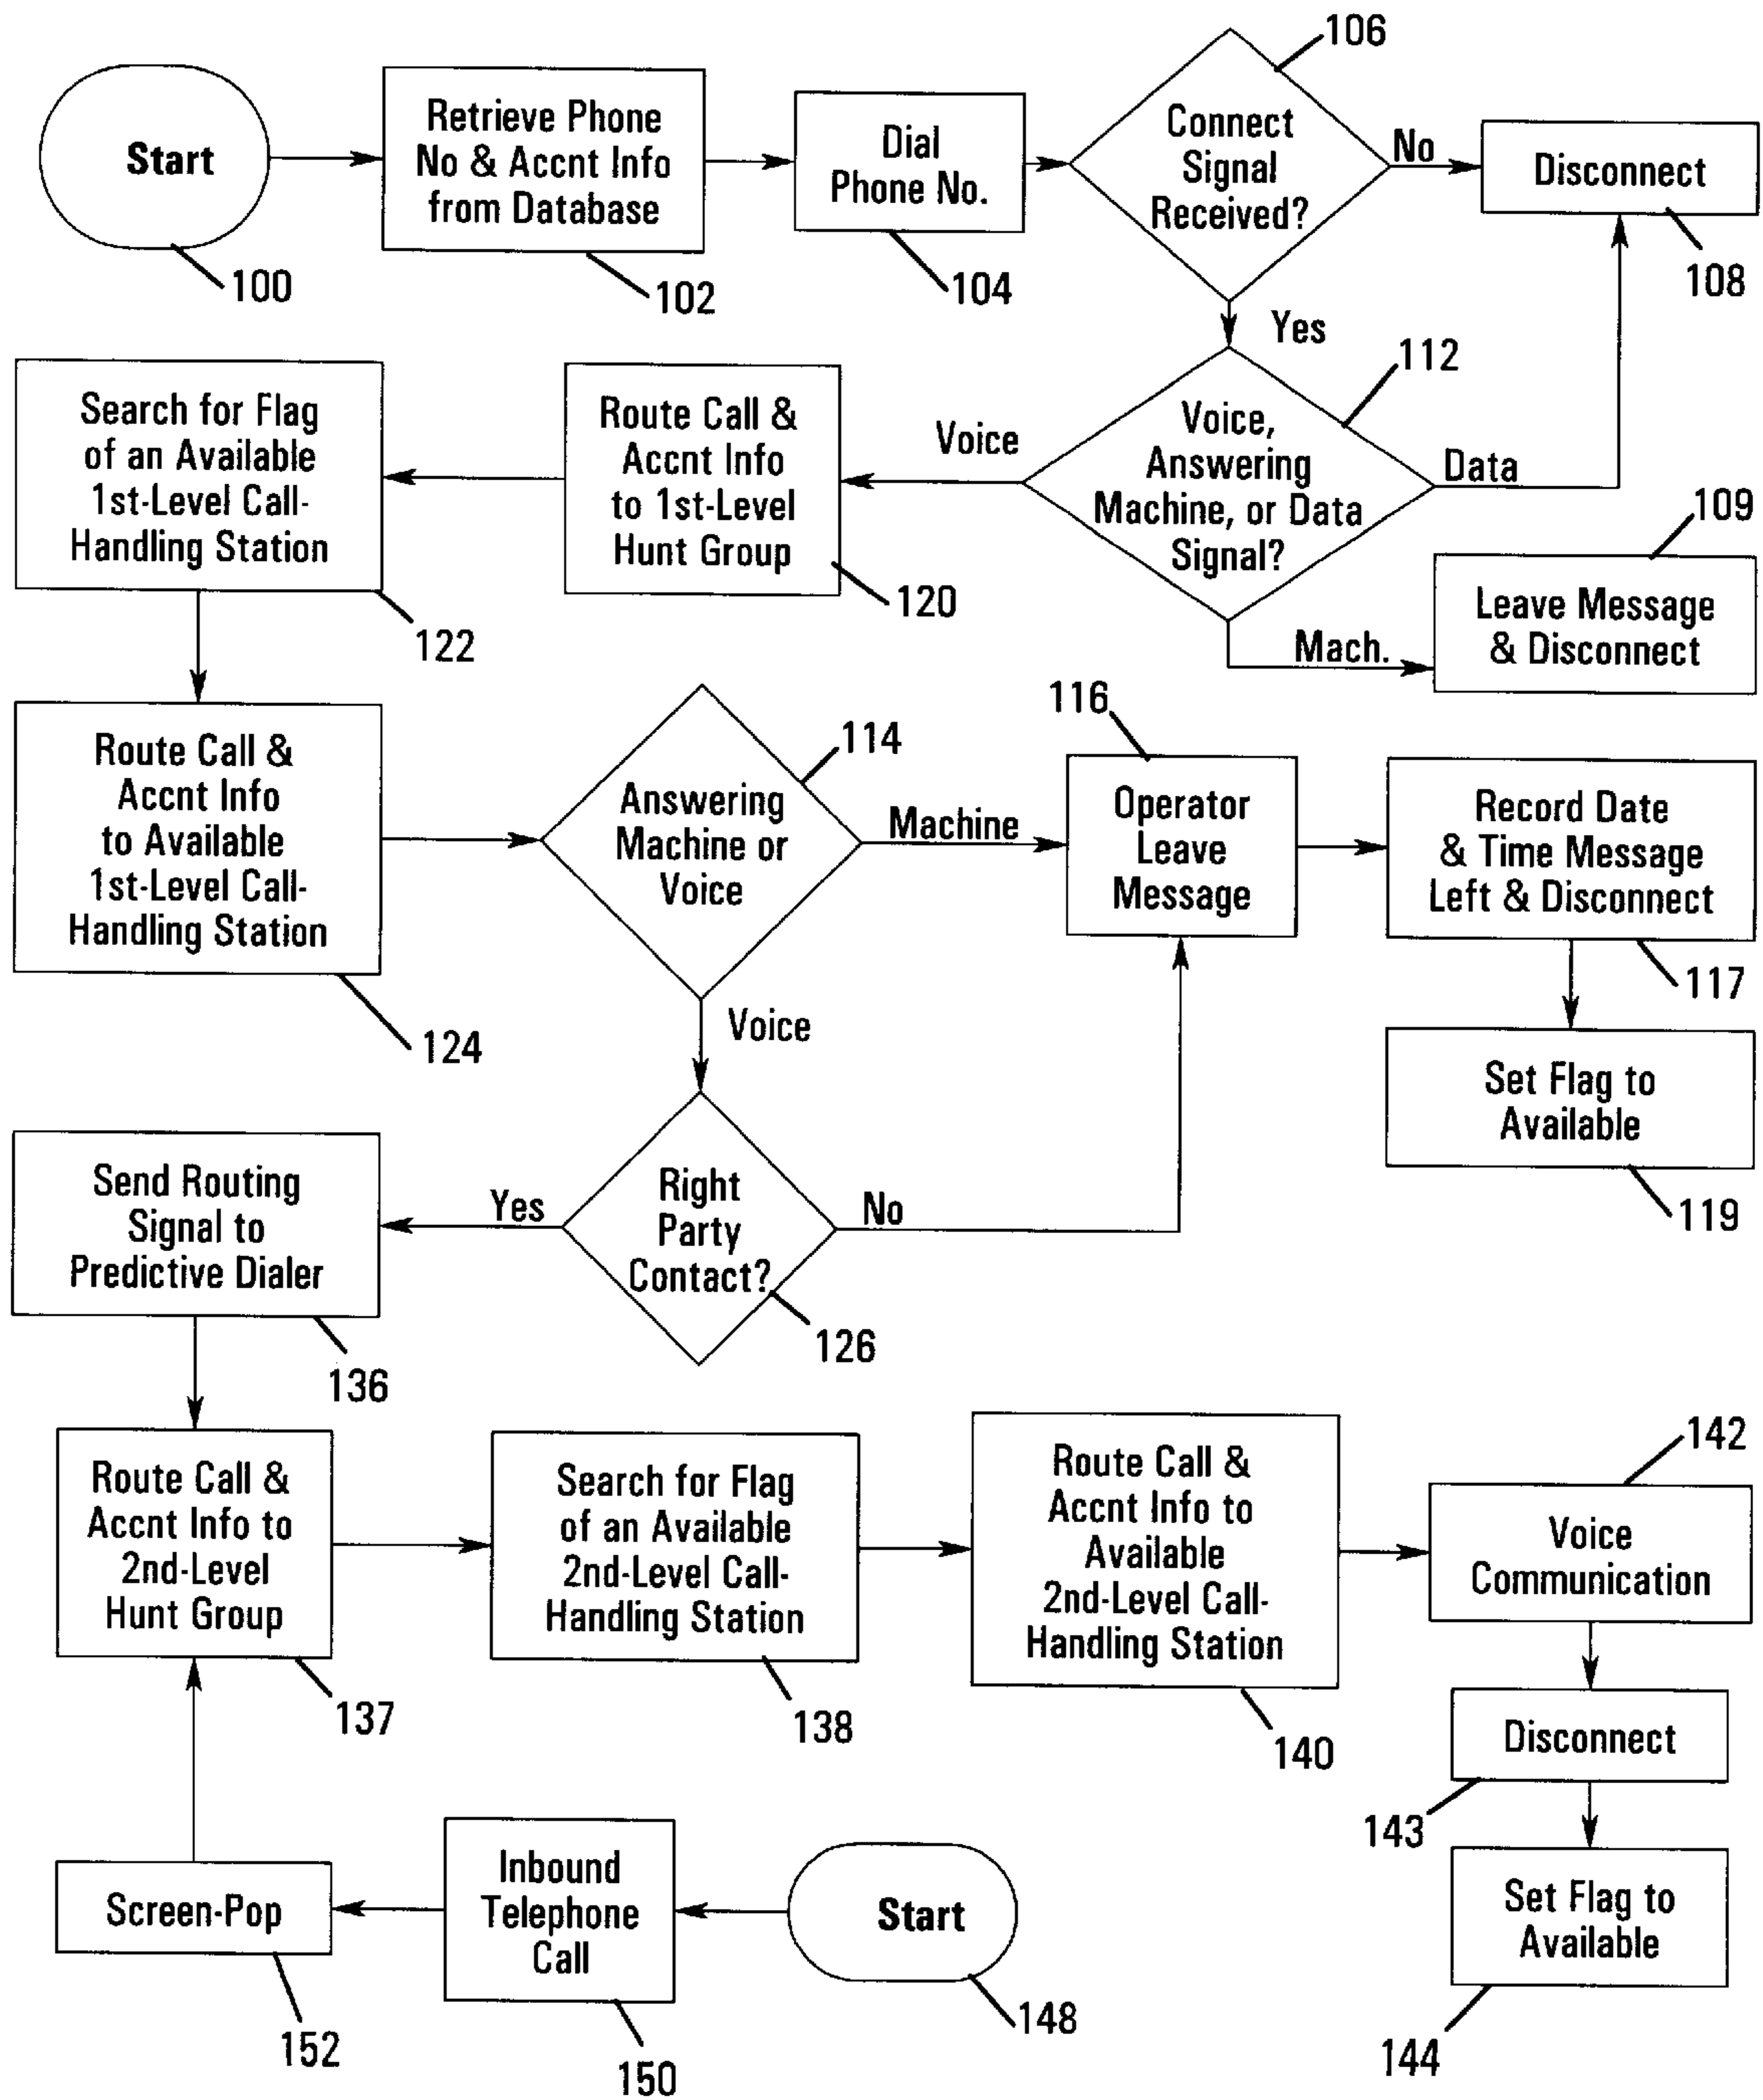 Start
100
Retrieve Phone
No & Accnt Info
from Database
102
Dial
Phone No.
104
Connect
Signal
Received?
106
No
Disconnect
108
Yes
Voice,
Answering
Machine, or Data
Signal?
112
Data
Mach.
Leave Message
& Disconnect
109
Voice
Route Call &
Accnt Info
to 1st-Level
Hunt Group
120
Search for Flag
of an Available
1st-Level Call-
Handling Station
122
Route Call &
Accnt Info
to Available
1st-Level Call-
Handling Station
124
Answering
Machine or
Voice
114
Machine
Operator
Leave
Message
116
Record Date
& Time Message
Left & Disconnect
117
Set Flag to
Available
119
Voice
Right
Party
Contact?
126
No
Yes
Send Routing
Signal to
Predictive Dialer
136
Route Call &
Accnt Info to
2nd-Level
Hunt Group
137
Search for Flag
of an Available
2nd-Level Call-
Handling Station
138
Route Call &
Accnt Info to
Available
2nd-Level Call-
Handling Station
140
Voice
Communication
142
Disconnect
143
Set Flag to
Available
144
Start
148
Inbound
Telephone
Call
150
Screen-Pop
152